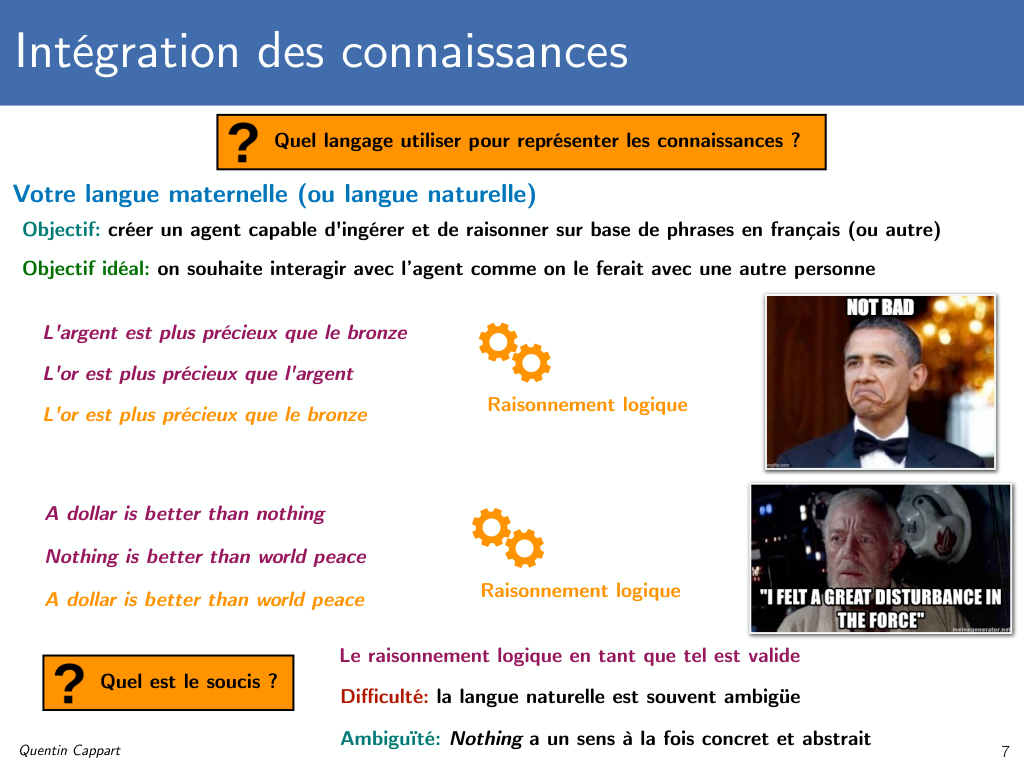 Intégration des connaissances
? Quel langage utiliser pour représenter les connaissances ?
Votre langue maternelle (ou langue naturelle)
Objectif: créer un agent capable d'ingérer et de raisonner sur base de phrases en français (ou autre)
Objectif idéal: on souhaite interagir avec l'agent comme on le ferait avec une autre personne
L'argent est plus précieux que le bronze
L'or est plus précieux que l'argent
L'or est plus précieux que le bronze
Raisonnement logique
NOT BAD
imgflip.com
A dollar is better than nothing
Nothing is better than world peace
A dollar is better than world peace
Raisonnement logique
"I FELT A GREAT DISTURBANCE IN
THE FORCE"
memegenerator.net
? Quel est le soucis ?
Le raisonnement logique en tant que tel est valide
Difficulté: la langue naturelle est souvent ambigüe
Ambiguïté: Nothing a un sens à la fois concret et abstrait
Quentin Cappart
7